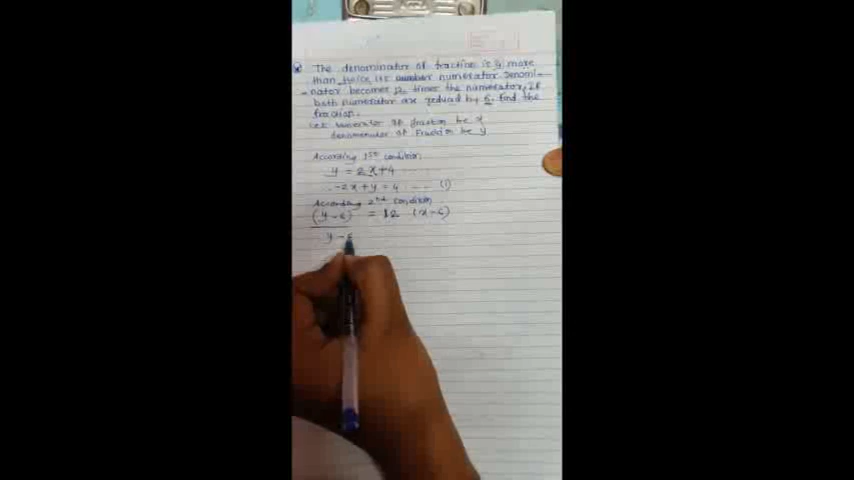 The denominator of fraction is 4 more
than twice its numerator Denomi-
-nator becomes 12 times the numerator, If
both numerator are reduced by 6. Find the
fraction.
Let numerator of fraction be x
denominator of Fraction be y
According 1st condition,
y = 2x+4
-2x + y = 4 .... (1)
According 2nd condition
(y - 6) = 12 (x - 6)
y - 6